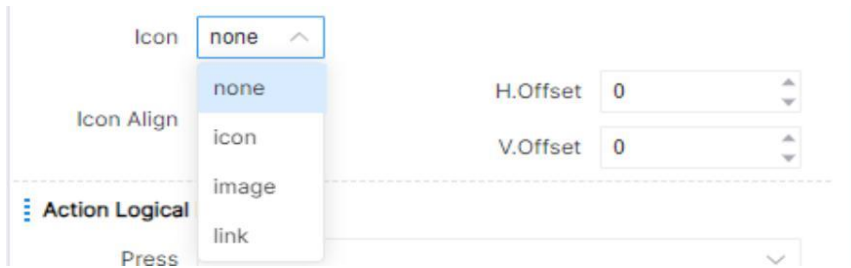 Icon none
none
H.Offset 0
Icon Align
icon
V.Offset 0
image
Action Logical
link
Press